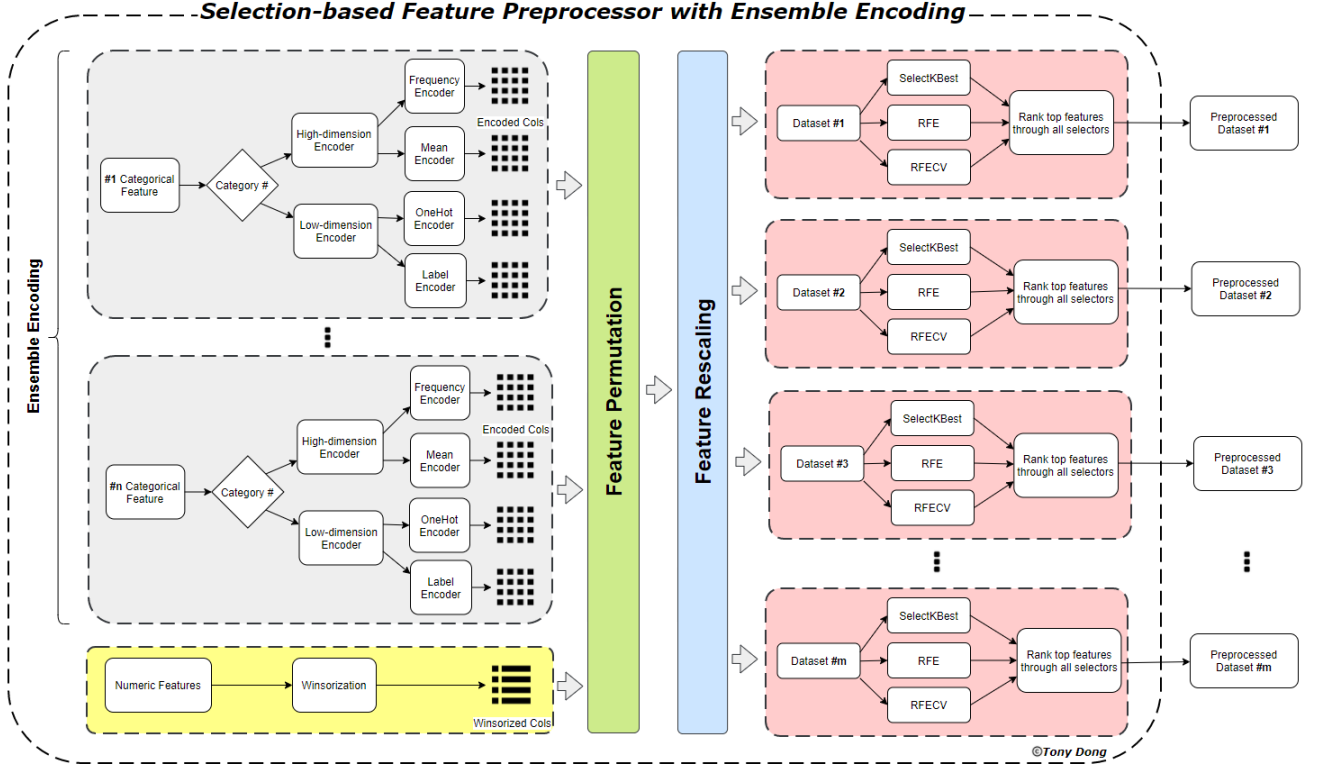 Selection-based Feature Preprocessor with Ensemble Encoding
Ensemble Encoding
#1 Categorical
Feature
Category #
High-dimension
Encoder
Low-dimension
Encoder
Frequency
Encoder
Mean
Encoder
OneHot
Encoder
Label
Encoder
Encoded Cols
#n Categorical
Feature
Category #
High-dimension
Encoder
Low-dimension
Encoder
Frequency
Encoder
Mean
Encoder
OneHot
Encoder
Label
Encoder
Encoded Cols
Numeric Features
Winsorization
Winsorized Cols
Feature Permutation
Feature Rescaling
Dataset #1
SelectKBest
RFE
RFECV
Rank top features
through all selectors
Preprocessed
Dataset #1
Dataset #2
SelectKBest
RFE
RFECV
Rank top features
through all selectors
Preprocessed
Dataset #2
Dataset #3
SelectKBest
RFE
RFECV
Rank top features
through all selectors
Preprocessed
Dataset #3
Dataset #m
SelectKBest
RFE
RFECV
Rank top features
through all selectors
Preprocessed
Dataset #m
©Tony Dong